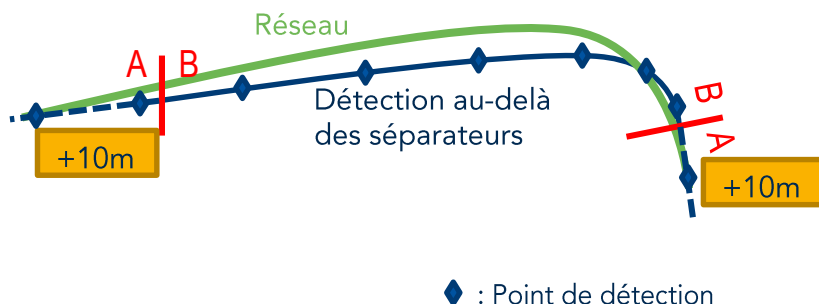 Réseau
A
B
Détection au-delà
des séparateurs
B
A
+10m
+10m
: Point de détection